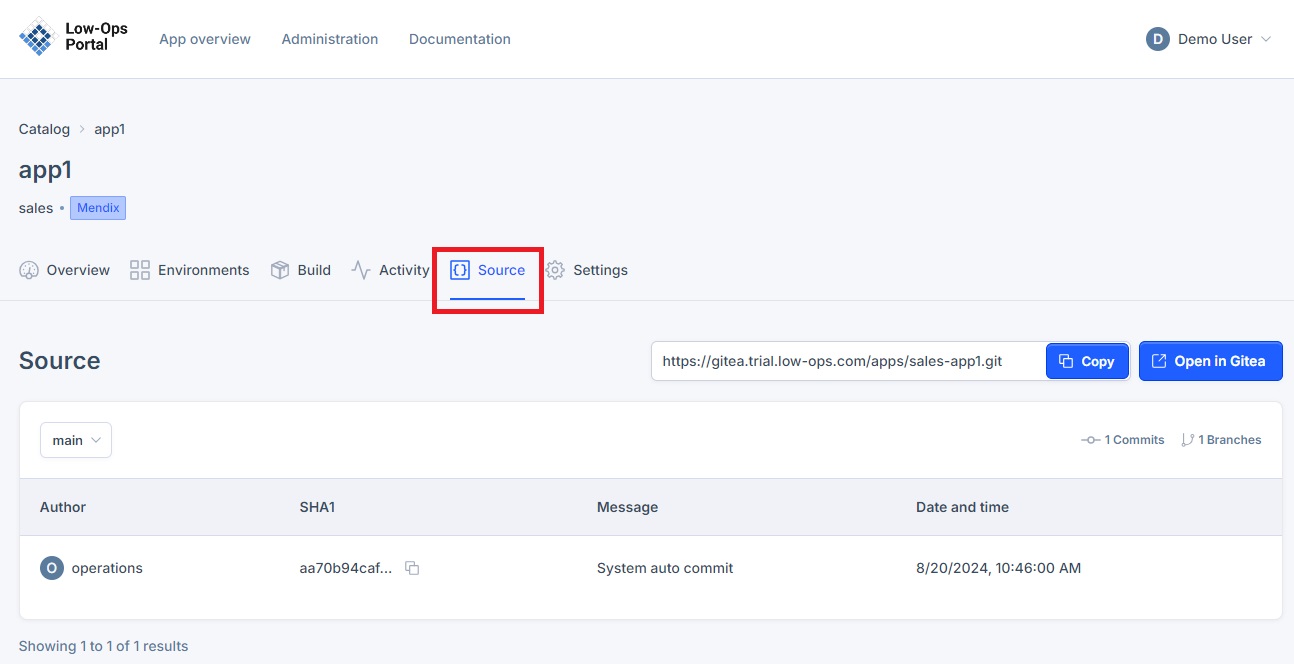 Low-Ops
Portal
App overview Administration Documentation
D Demo User
Catalog > app1
app1
sales • Mendix
Overview Environments Build Activity {} Source Settings
Source
https://gitea.trial.low-ops.com/apps/sales-app1.git Copy Open in Gitea
main 1 Commits 1 Branches
Author SHA1 Message Date and time
O operations aa70b94caf... System auto commit 8/20/2024, 10:46:00 AM
Showing 1 to 1 of 1 results